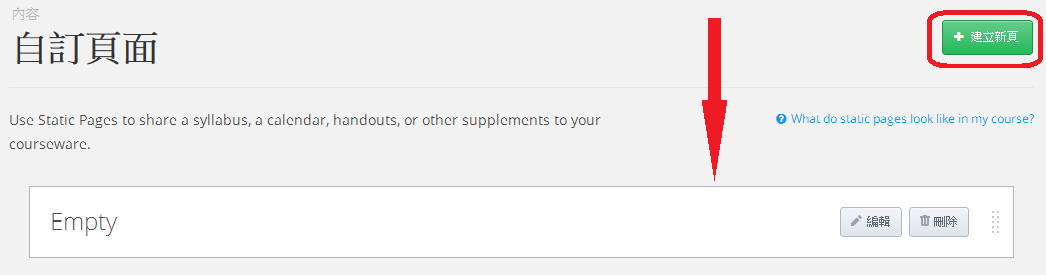 內容
自訂頁面
建立新頁
Use Static Pages to share a syllabus, a calendar, handouts, or other supplements to your
courseware.
What do static pages look like in my course?
Empty
編輯
刪除